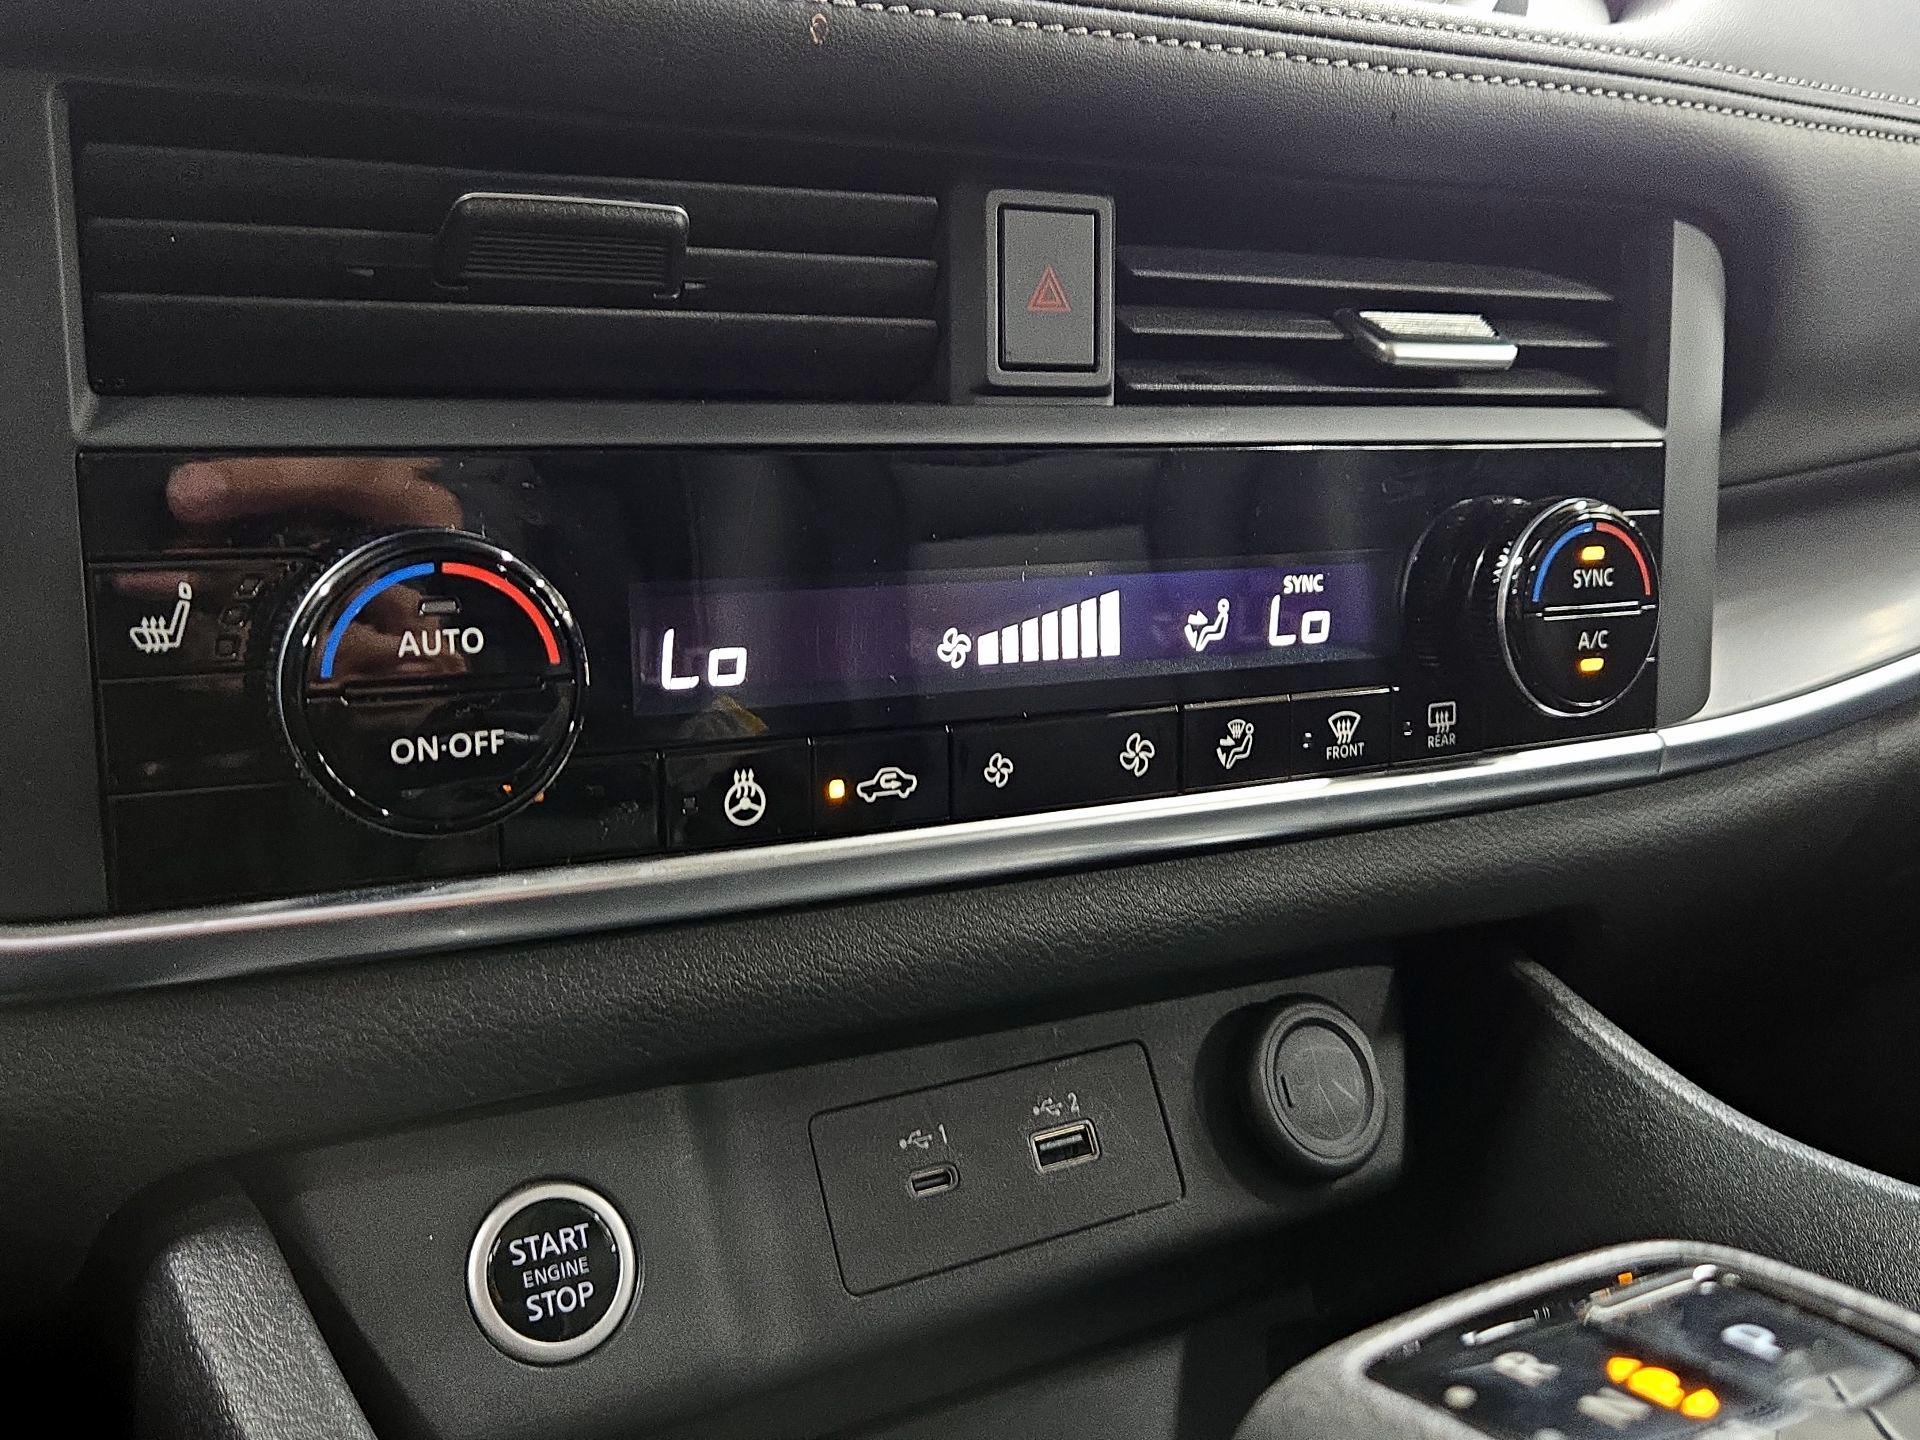 AUTO
ON·OFF
Lo
SYNC
Lo
SYNC
A/C
FRONT
REAR
1
2
START
ENGINE
STOP
P
R
N